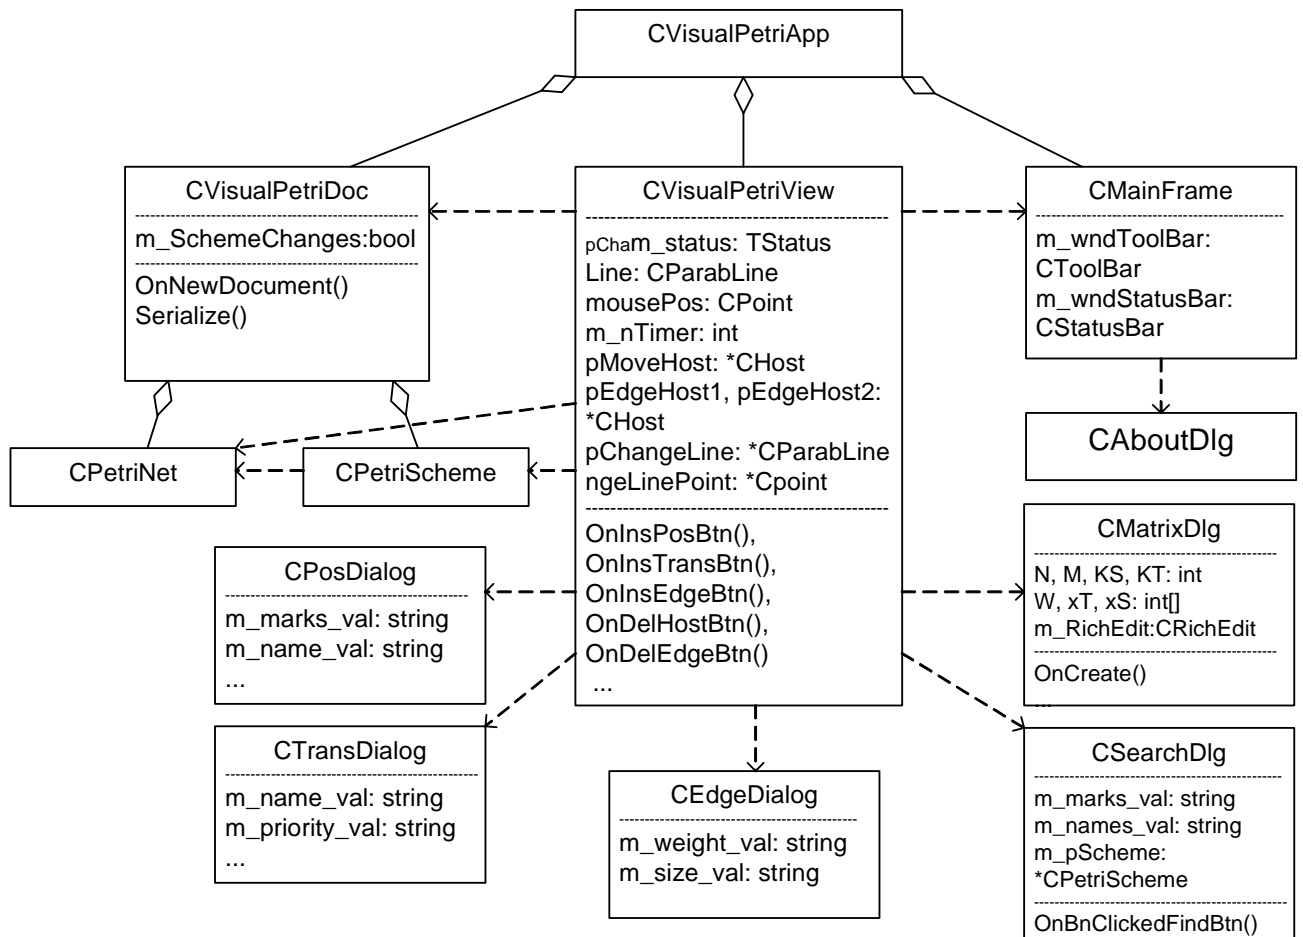 CVisualPetriApp
CVisualPetriDoc
m_SchemeChanges:bool
OnNewDocument()
Serialize()
CVisualPetriView
pCham_status: TStatus
Line: CParabLine
mousePos: CPoint
m_nTimer: int
pMoveHost: *CHost
pEdgeHost1, pEdgeHost2:
*CHost
pChangeLine: *CParabLine
ngeLinePoint: *Cpoint
OnInsPosBtn(),
OnInsTransBtn(),
OnInsEdgeBtn(),
OnDelHostBtn(),
OnDelEdgeBtn()
...
CMainFrame
m_wndToolBar:
CToolBar
m_wndStatusBar:
CStatusBar
CAboutDlg
CPetriNet
CPetriScheme
CPosDialog
m_marks_val: string
m_name_val: string
...
CMatrixDlg
N, M, KS, KT: int
W, xT, xS: int[]
m_RichEdit:CRichEdit
OnCreate()
...
CTransDialog
m_name_val: string
m_priority_val: string
...
CEdgeDialog
m_weight_val: string
m_size_val: string
CSearchDlg
m_marks_val: string
m_names_val: string
m_pScheme:
*CPetriScheme
OnBnClickedFindBtn()